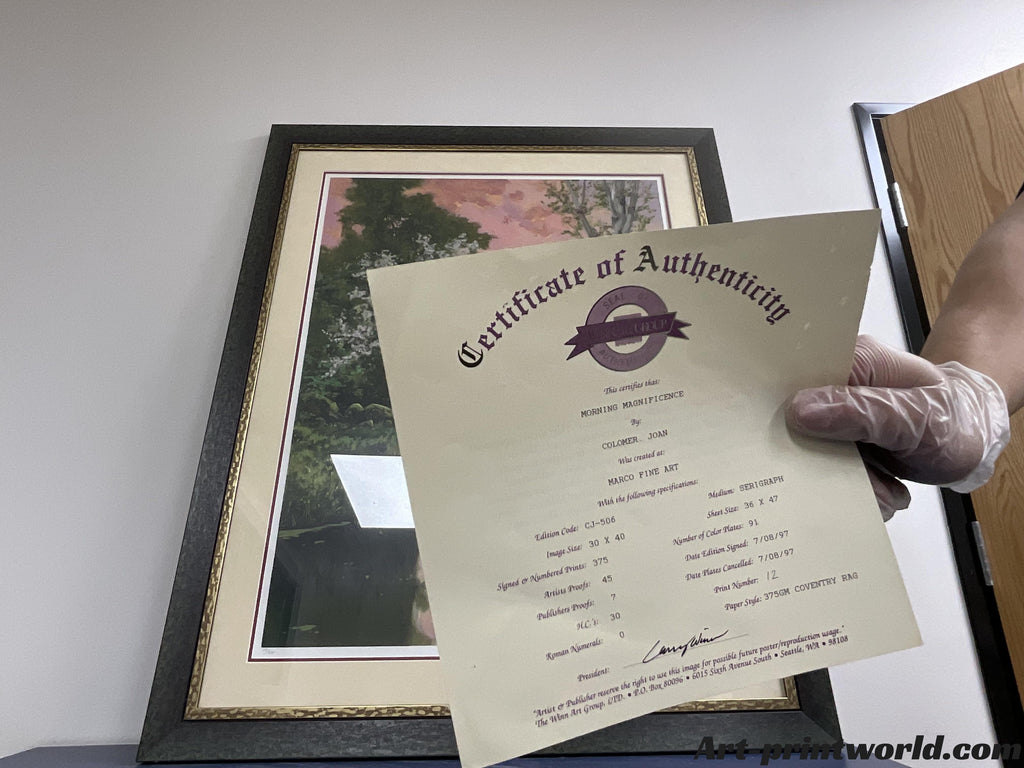 Certificate of Authenticity
SEAL OF
GROUP
This certifies that:
MORNING MAGNIFICENCE
By:
COLOMER, JOAN
Was created at:
MARCO FINE ART
With the following specifications:
Edition Code: CJ-506
Image Size: 30 X 40
Signed & Numbered Prints: 375
Artists Proofs: 45
Publishers Proofs: ?
H.C.'s: 30
Roman Numerals: 0
Medium: SERIGRAPH
Sheet Size: 36 X 47
Number of Color Plates: 91
Date Edition Signed: 7/08/97
Date Plates Cancelled: 7/08/97
Print Number: 12
Paper Style: 375GM COVENTRY RAG
President: Larry Winn
"Artist & Publisher reserve the right to use this image for possible future poster/reproduction usage."
The Winn Art Group, LTD. • P.O. Box 80096 • 6015 Sixth Avenue South • Seattle, WA • 98108
Art-printworld.com